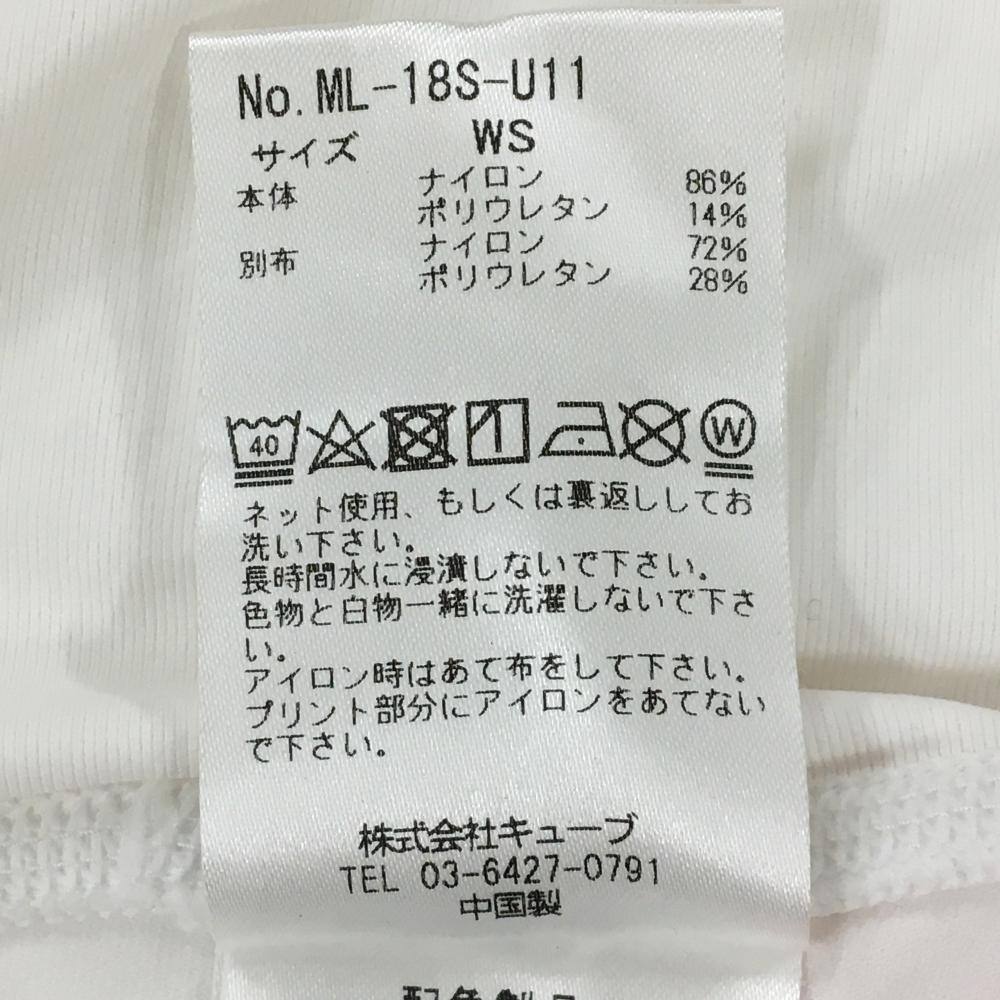 No. ML-18S-U11
サイズ WS
本体 ナイロン 86%
ポリウレタン 14%
別布 ナイロン 72%
ポリウレタン 28%
40 W
ネット使用、もしくは裏返ししてお
洗い下さい。
長時間水に浸漬しないで下さい。
色物と白物一緒に洗濯しないで下さ
い。
アイロン時はあて布をして下さい。
プリント部分にアイロンをあてない
で下さい。
株式会社キューブ
TEL 03-6427-0791
中国製